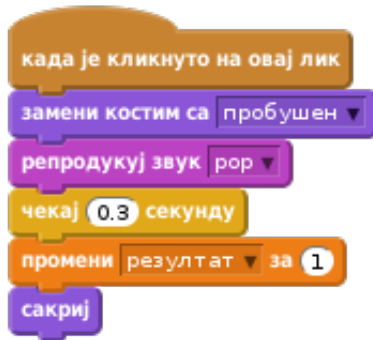 када је кликнуто на овај лик
замени костим са пробушен
репродукуј звук pop
чекај 0.3 секунду
промени резултат за 1
сакриј